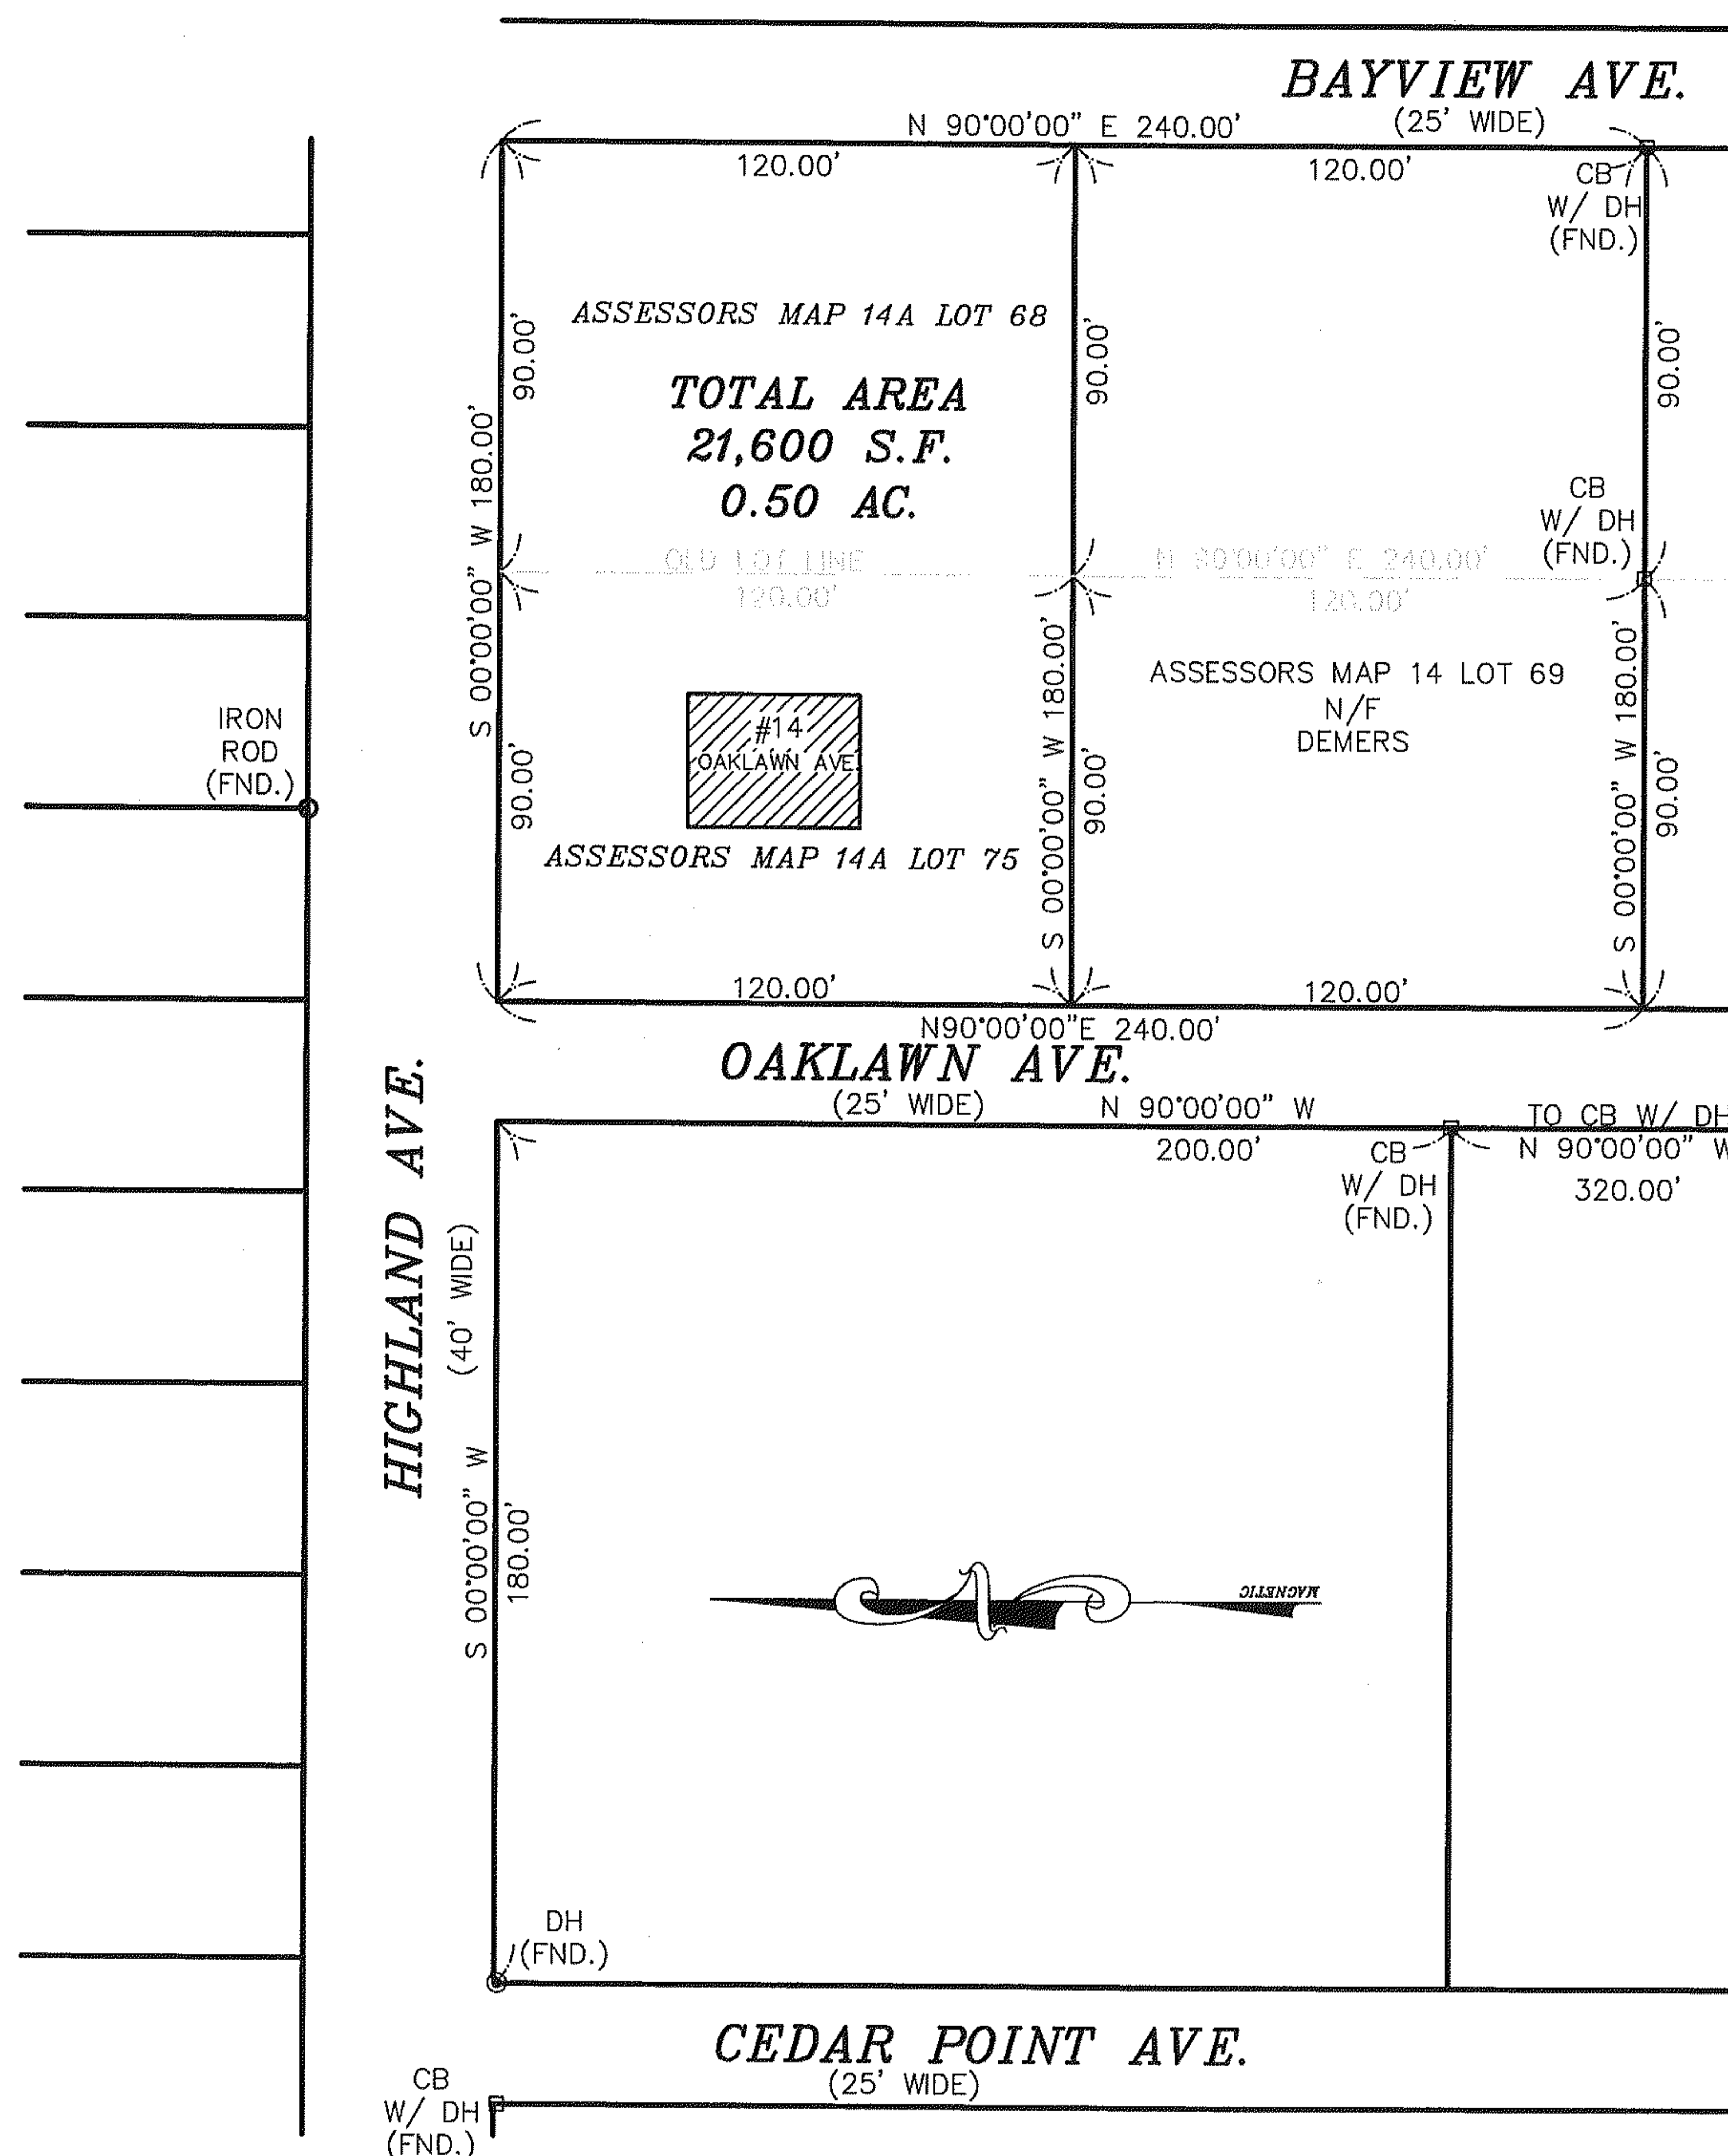 BAYVIEW AVE.
(25' WIDE)
N 90°00'00" E 240.00'
120.00'
120.00'
CB
W/ DH
(FND.)
90.00'
ASSESSORS MAP 14A LOT 68
90.00'
90.00'
TOTAL AREA
21,600 S.F.
0.50 AC.
S 00°00'00" W 180.00'
CB
W/ DH
(FND.)
OLD LOT LINE
120.00'
N 90°00'00" E 240.00'
120.00'
ASSESSORS MAP 14 LOT 69
N/F
DEMERS
IRON
ROD
(FND.)
#14
OAKLAWN AVE.
90.00'
S 00°00'00" W 180.00'
90.00'
S 00°00'00" W 180.00'
90.00'
ASSESSORS MAP 14A LOT 75
120.00'
120.00'
N90°00'00"E 240.00'
OAKLAWN AVE.
(25' WIDE)
N 90°00'00" W
200.00'
TO CB W/ DH
N 90°00'00" W
320.00'
CB
W/ DH
(FND.)
HIGHLAND AVE.
(40' WIDE)
S 00°00'00" W
180.00'
N
MAGNETIC
DH
(FND.)
CEDAR POINT AVE.
(25' WIDE)
CB
W/ DH
(FND.)